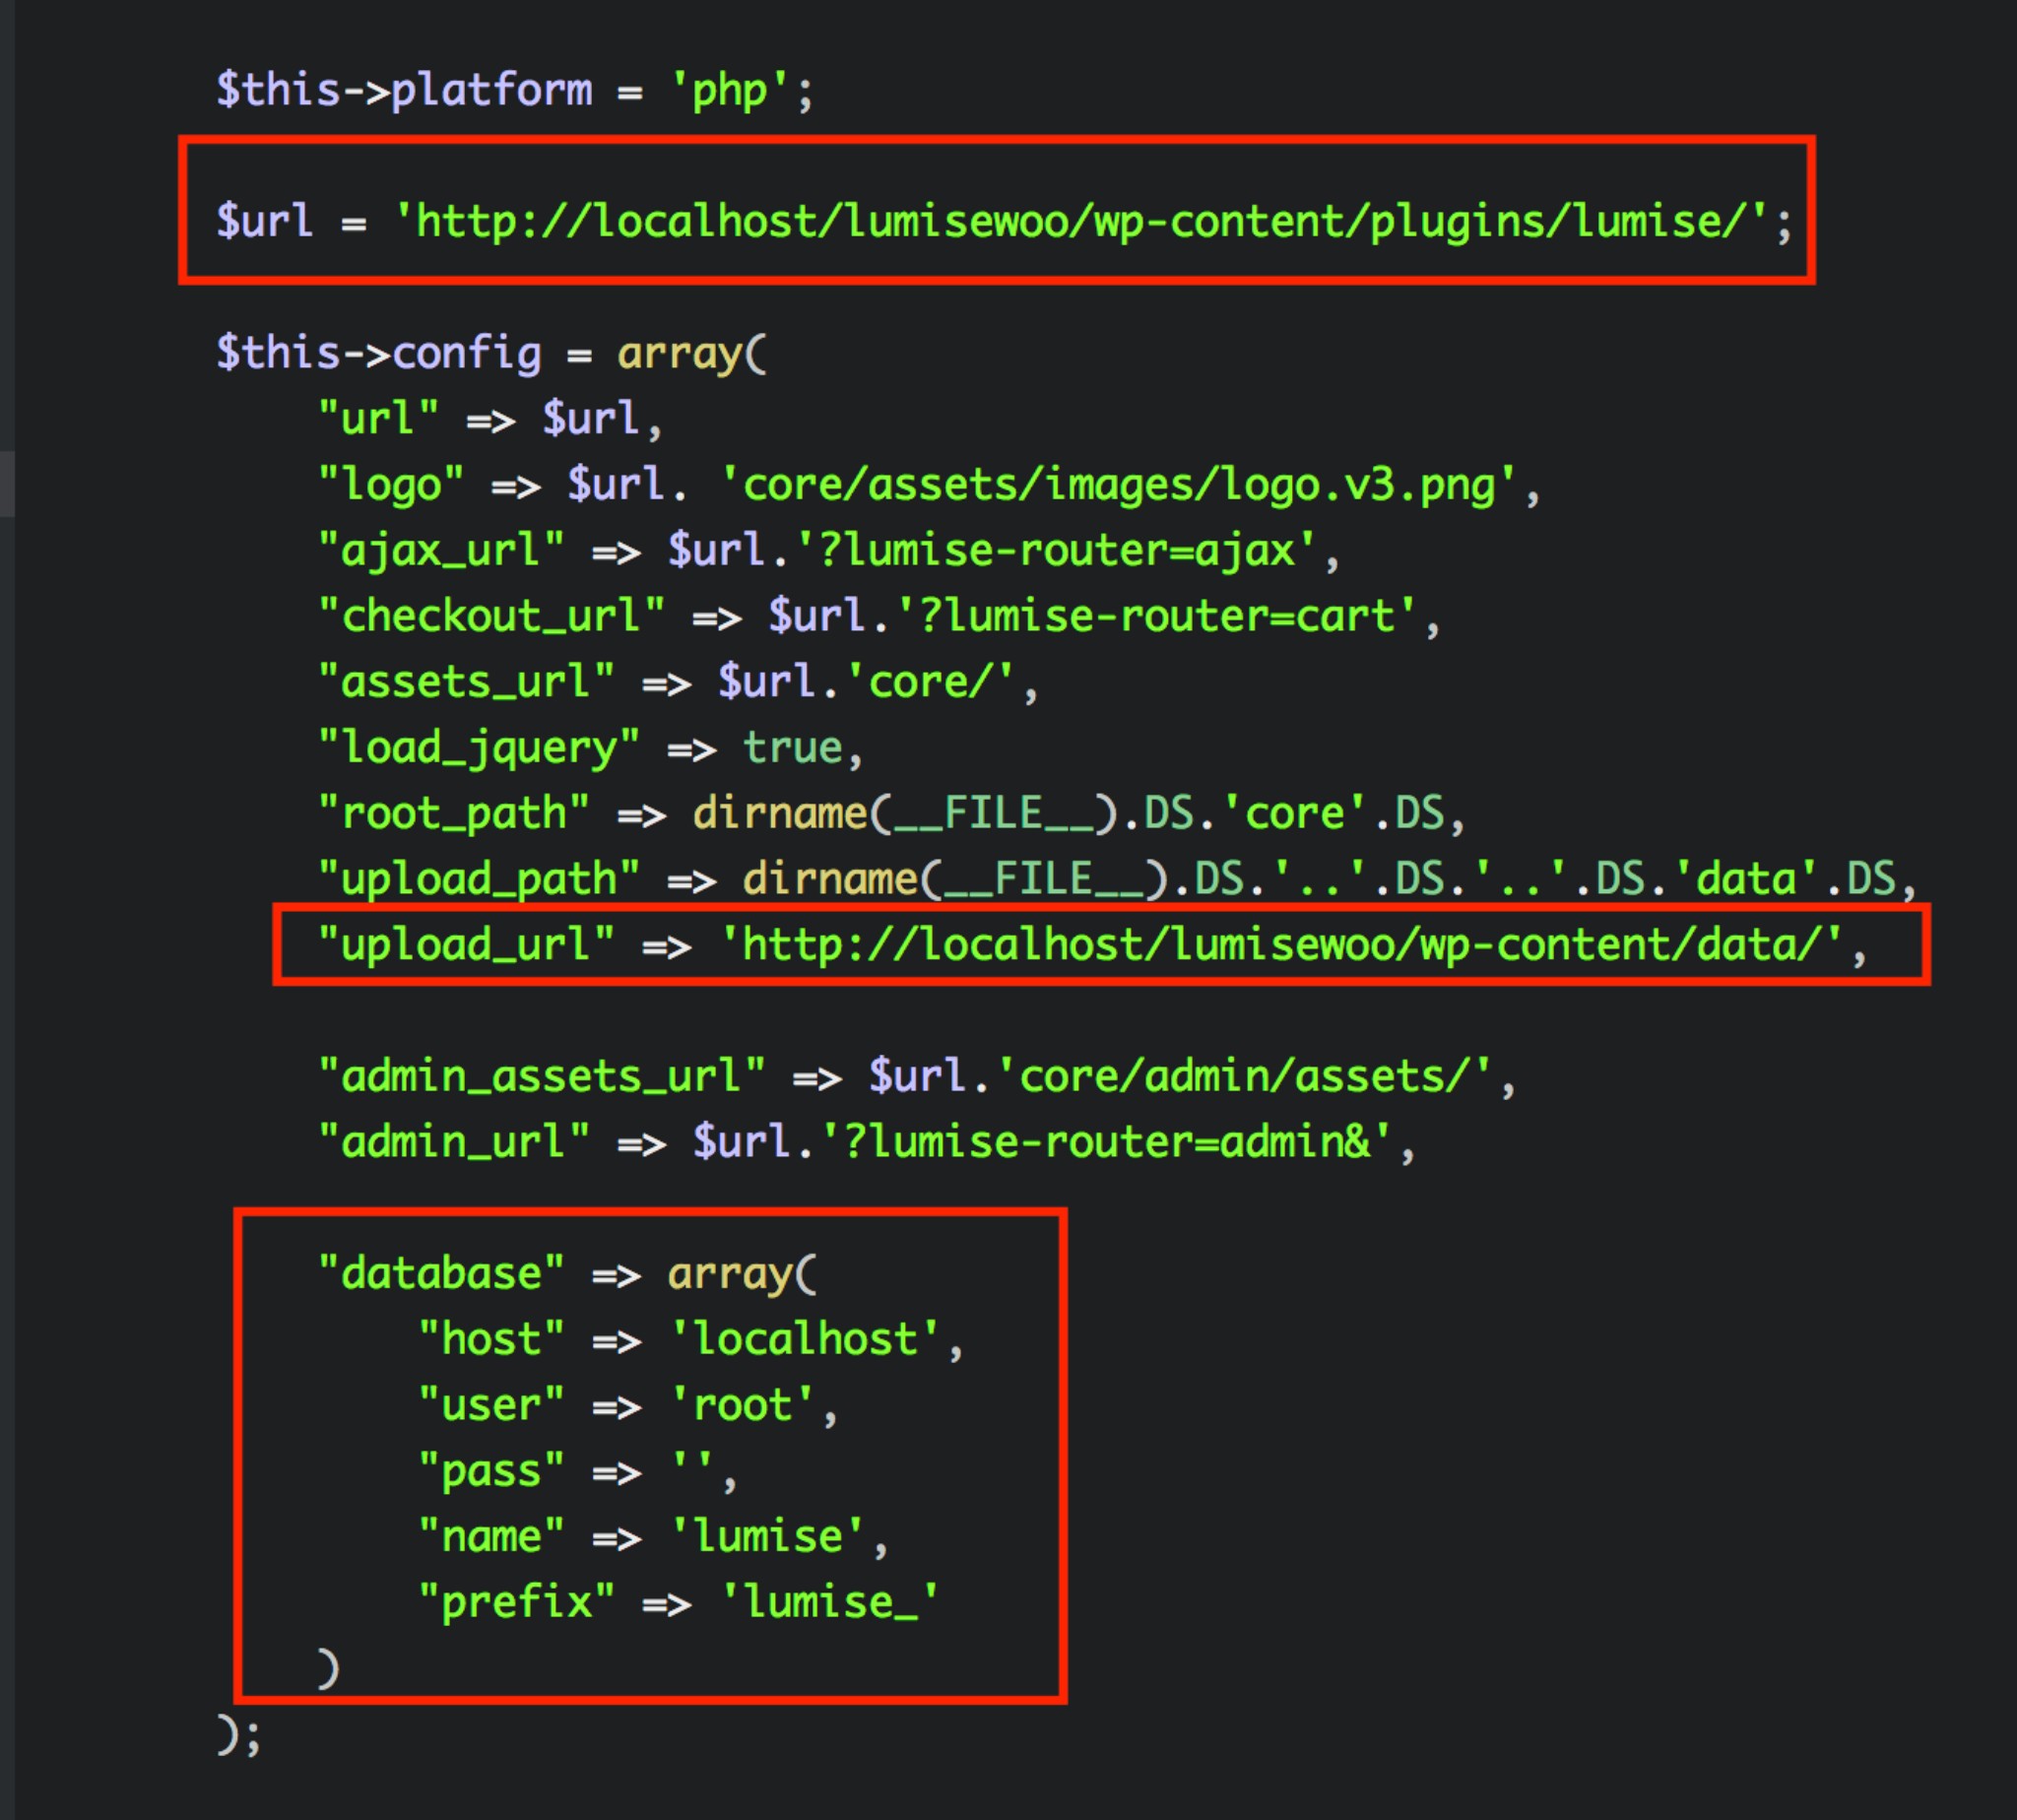 $this->platform = 'php';
$url = 'http://localhost/lumisewoo/wp-content/plugins/lumise/';
$this->config = array(
"url" => $url,
"logo" => $url. 'core/assets/images/logo.v3.png',
"ajax_url" => $url.'?lumise-router=ajax',
"checkout_url" => $url.'?lumise-router=cart',
"assets_url" => $url.'core/',
"load_jquery" => true,
"root_path" => dirname(__FILE__).DS.'core'.DS,
"upload_path" => dirname(__FILE__).DS.'..'.DS.'..'.DS.'data'.DS,
"upload_url" => 'http://localhost/lumisewoo/wp-content/data/',
"admin_assets_url" => $url.'core/admin/assets/',
"admin_url" => $url.'?lumise-router=admin&',
"database" => array(
"host" => 'localhost',
"user" => 'root',
"pass" => '',
"name" => 'lumise',
"prefix" => 'lumise_'
)
);